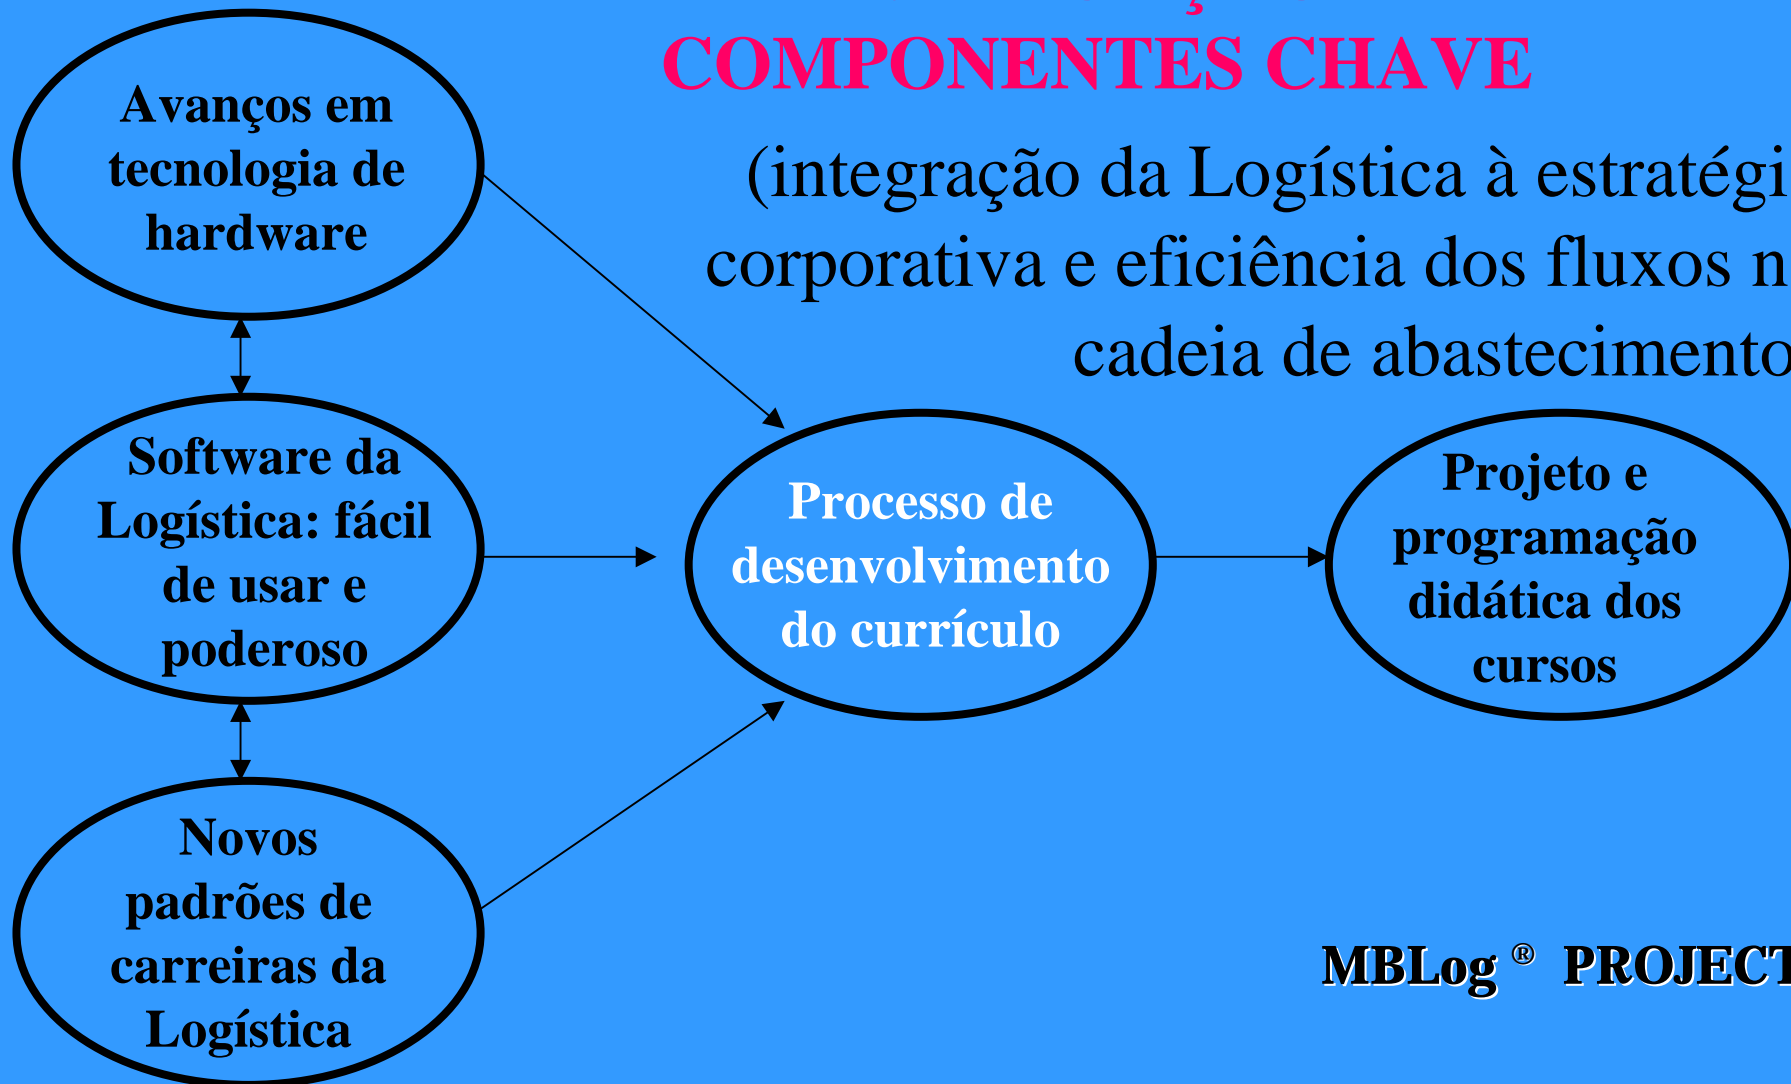 COMPONENTES CHAVE
(integração da Logística à estratégi
corporativa e eficiência dos fluxos n
cadeia de abastecimento
Avanços em
tecnologia de
hardware
Software da
Logística: fácil
de usar e
poderoso
Novos
padrões de
carreiras da
Logística
Processo de
desenvolvimento
do currículo
Projeto e
programação
didática dos
cursos
MBLog ® PROJECT